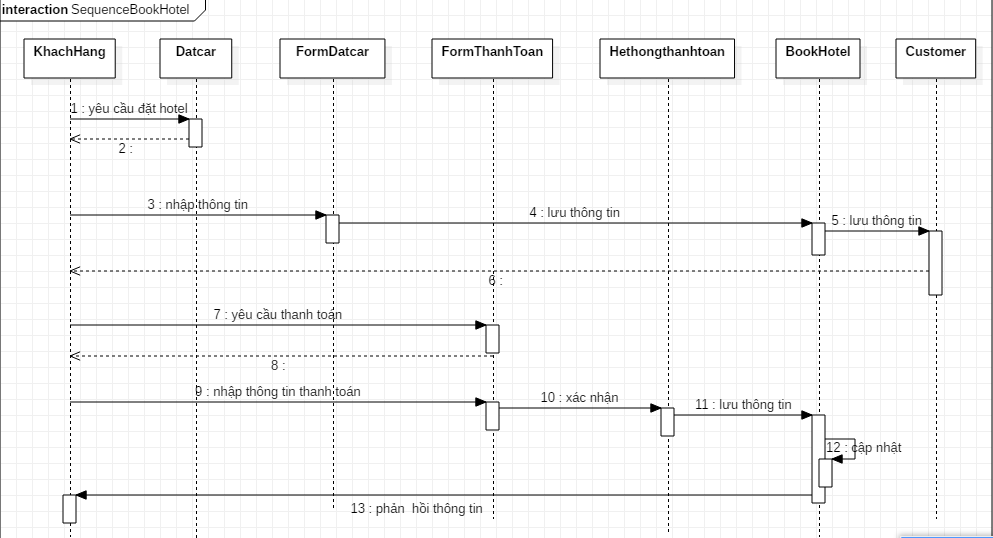 interaction SequenceBookHotel
KhachHang
Datcar
FormDatcar
FormThanhToan
Hethongthanhtoan
BookHotel
Customer
1 : yêu cầu đặt hotel
2 :
3 : nhập thông tin
4 : lưu thông tin
5 : lưu thông tin
6 :
7 : yêu cầu thanh toán
8 :
9 : nhập thông tin thanh toán
10 : xác nhận
11 : lưu thông tin
12 : cập nhật
13 : phản hồi thông tin